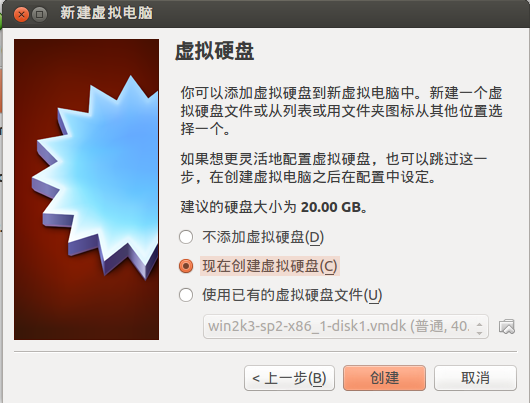 新建虚拟电脑
虚拟硬盘
你可以添加虚拟硬盘到新虚拟电脑中。新建一个虚
拟硬盘文件或从列表或用文件夹图标从其他位置选
择一个。
如果想更灵活地配置虚拟硬盘，也可以跳过这一
步，在创建虚拟电脑之后在配置中设定。
建议的硬盘大小为 20.00 GB。
不添加虚拟硬盘(D)
现在创建虚拟硬盘(C)
使用已有的虚拟硬盘文件(U)
win2k3-sp2-x86_1-disk1.vmdk (普通, 40.
< 上一步(B)
创建
取消